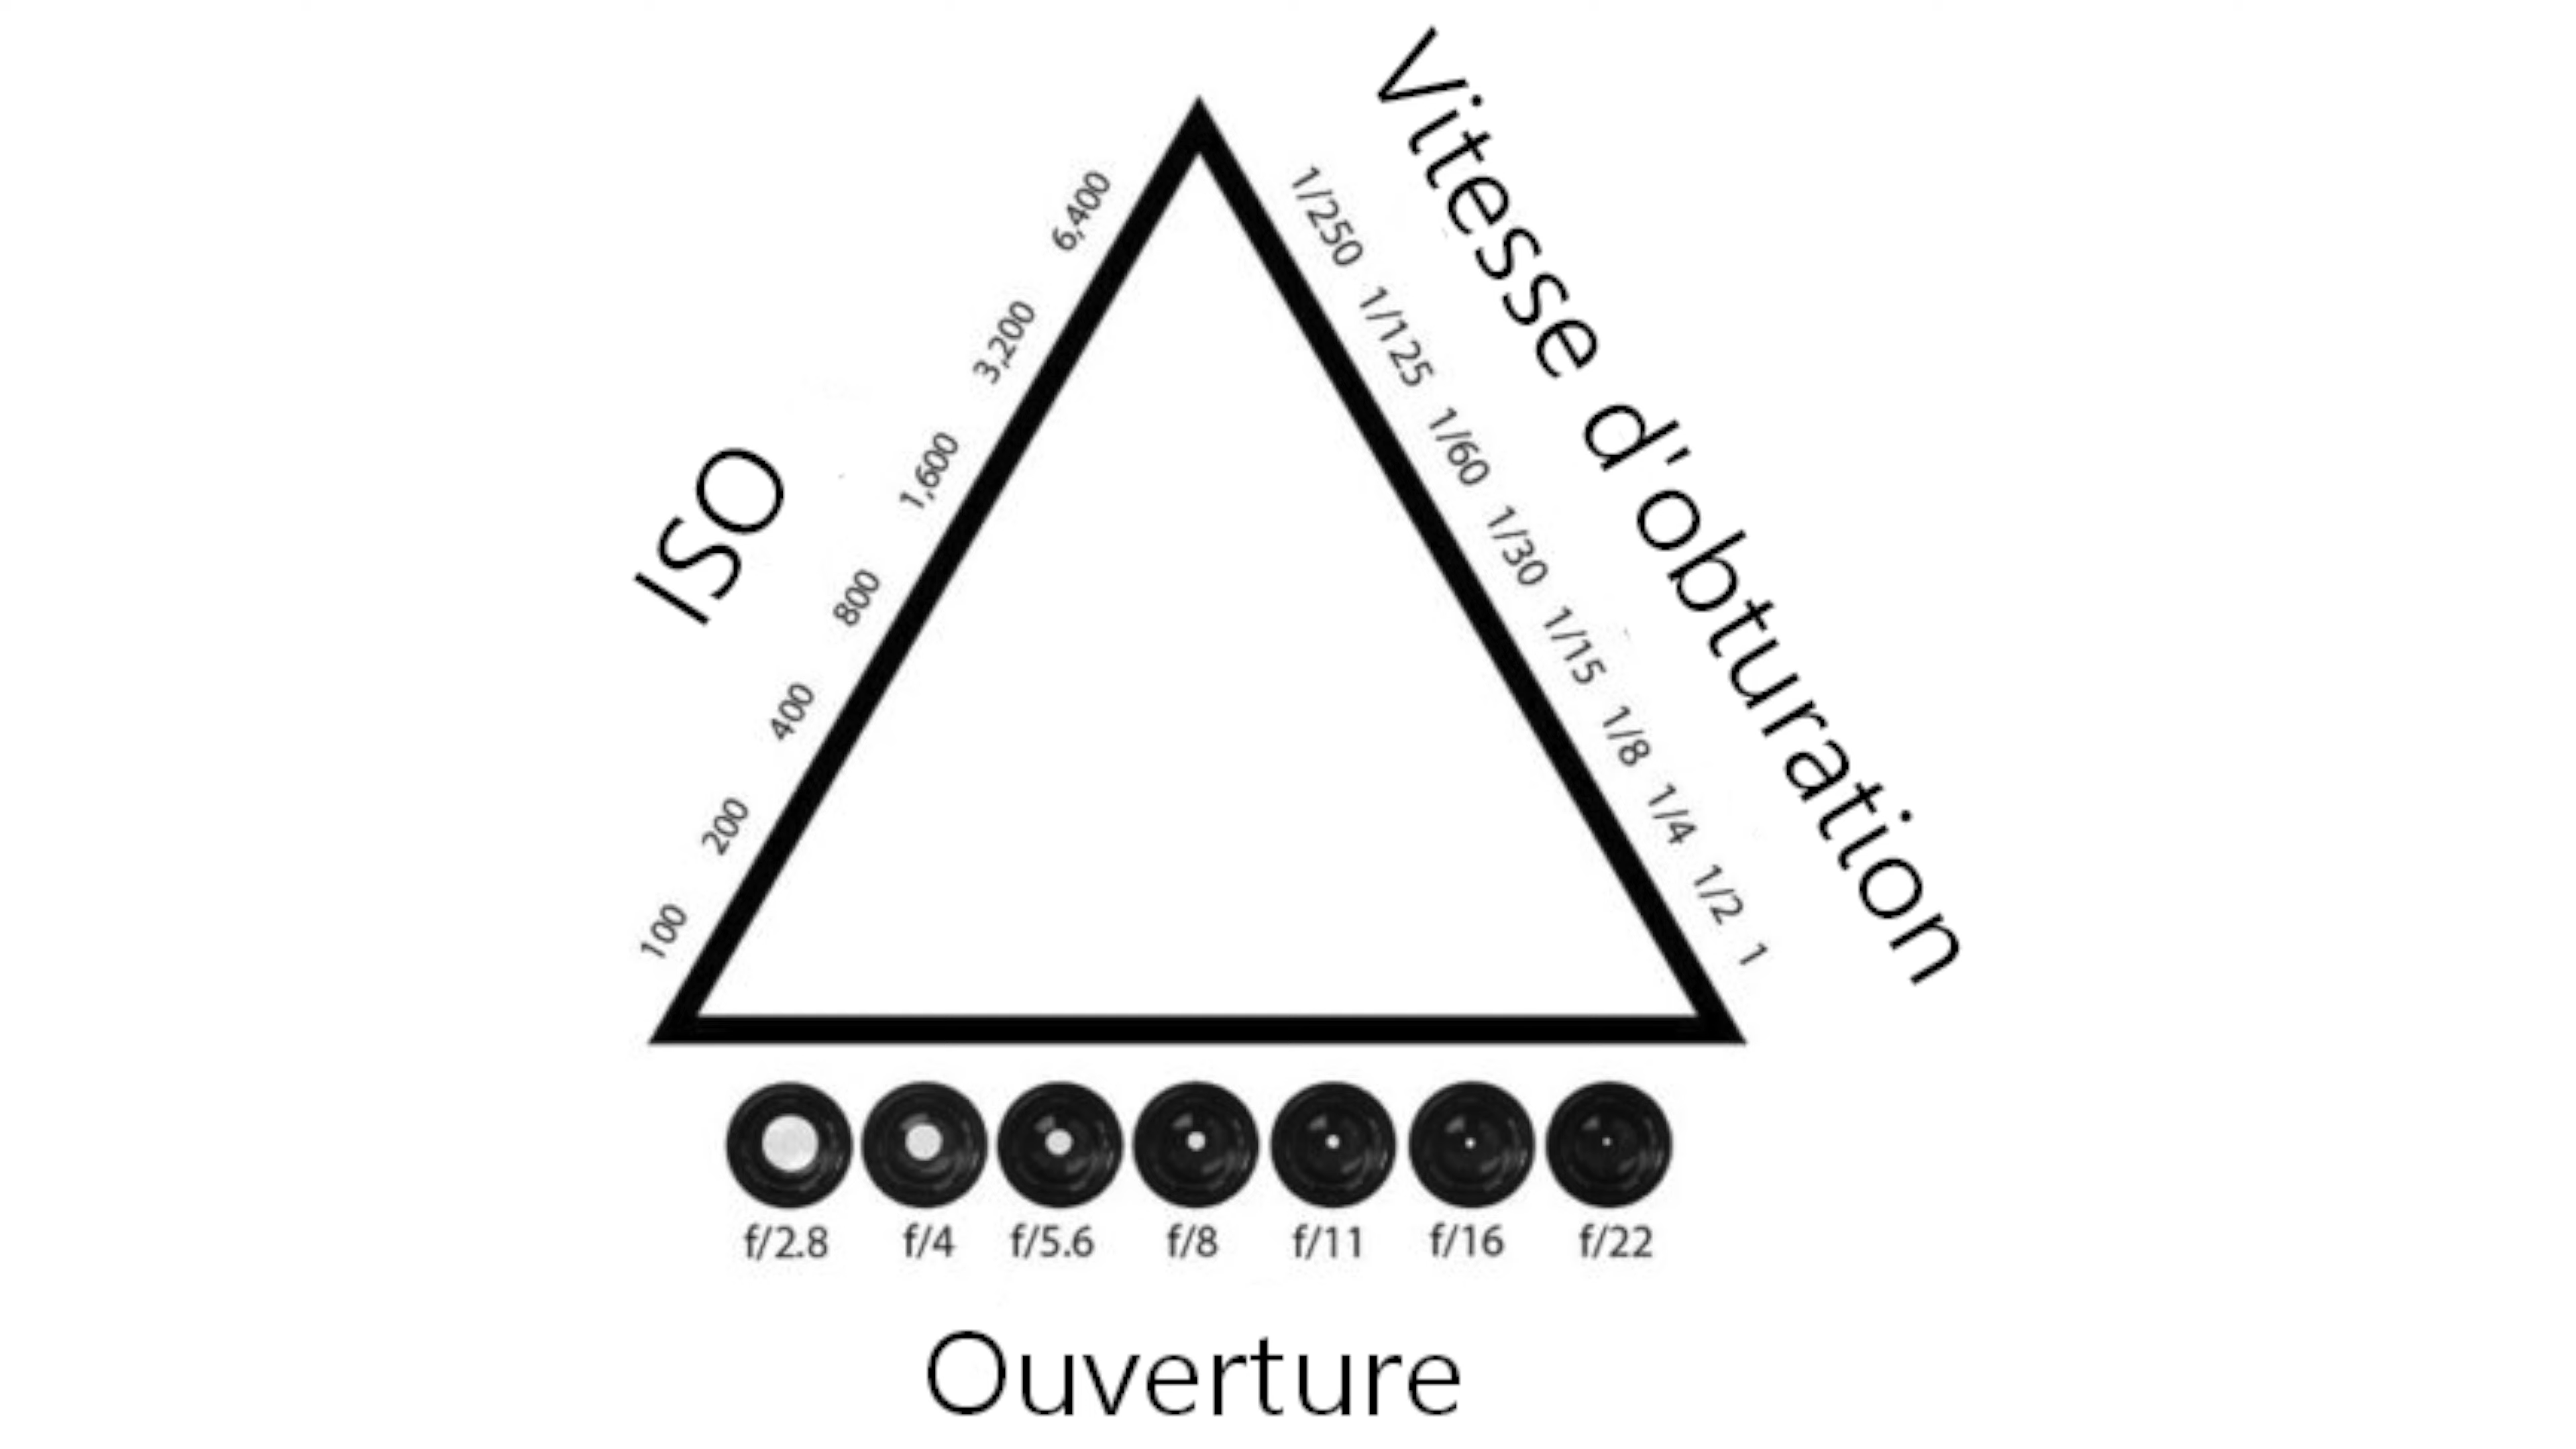 Vitesse d'obturation
1/250 1/125 1/60 1/30 1/15 1/8 1/4 1/2 1
ISO
100 200 400 800 1,600 3,200 6,400
f/2.8 f/4 f/5.6 f/8 f/11 f/16 f/22
Ouverture